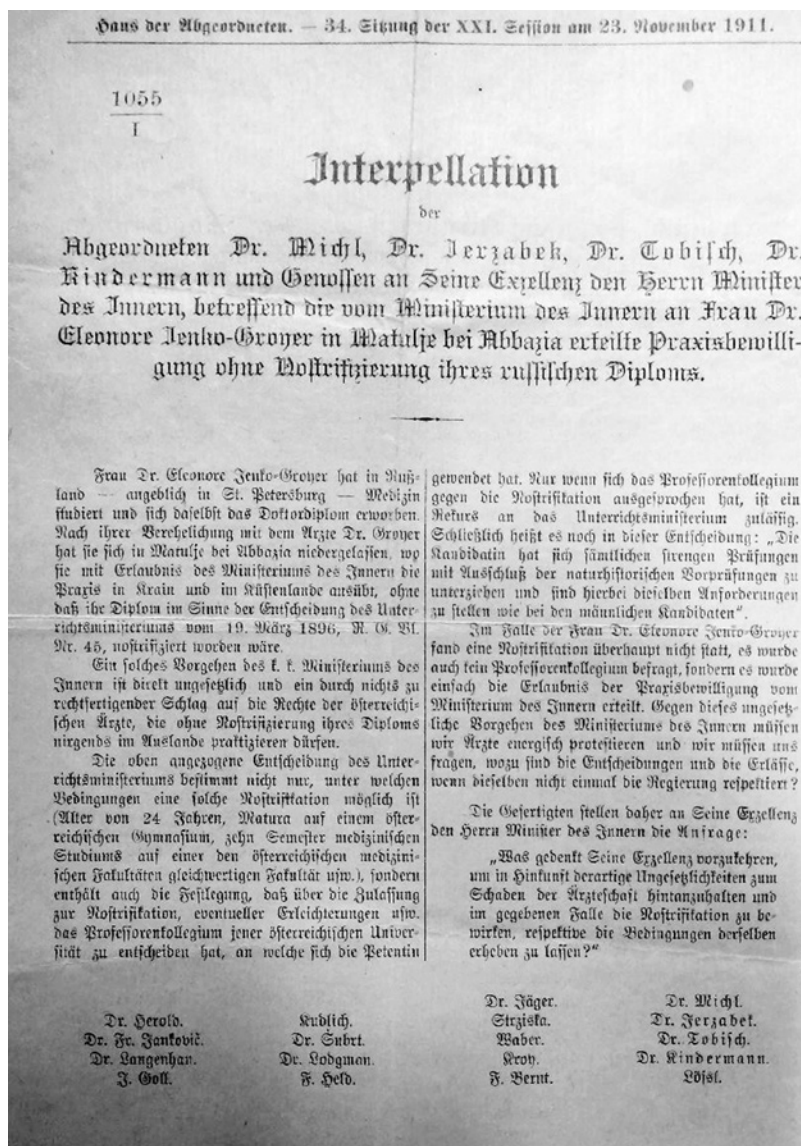 Haus der Abgeordneten. — 34. Sitzung der XXI. Session am 23. November 1911.
1055
I
Interpellation
der
Abgeordneten Dr. Michl, Dr. Jerzabek, Dr. Tobisch, Dr.
Kindermann und Genossen an Seine Exzellenz den Herrn Minister
des Innern, betreffend die vom Ministerium des Innern an Frau Dr.
Eleonore Jenko-Groyer in Matulje bei Abbazia erteilte Praxisbewilli-
gung ohne Nostrifizierung ihres russischen Diploms.
Frau Dr. Eleonore Jenko-Groyer hat in Ruß-
land — angeblich in St. Petersburg — Medizin
studiert und sich daselbst das Doktordiplom erworben.
Nach ihrer Verehelichung mit dem Arzte Dr. Groyer
hat sie sich in Matulje bei Abbazia niedergelassen, wo
sie mit Erlaubnis des Ministeriums des Innern die
Praxis in Krain und im Küstenlande ausübt, ohne
daß ihr Diplom im Sinne der Entscheidung des Unter-
richtsministeriums vom 19. März 1896, R. G. Bl.
Nr. 45, nostrifiziert worden wäre.
Ein solches Vorgehen des k. k. Ministeriums des
Innern ist direkt ungesetzlich und ein durch nichts zu
rechtfertigender Schlag auf die Rechte der österreichi-
schen Ärzte, die ohne Nostrifizierung ihres Diploms
nirgends im Auslande praktizieren dürfen.
Die oben angezogene Entscheidung des Unter-
richtsministeriums bestimmt nicht nur, unter welchen
Bedingungen eine solche Nostrifikation möglich ist
(Alter von 24 Jahren, Matura auf einem öster-
reichischen Gymnasium, zehn Semester medizinischen
Studiums auf einer den österreichischen medizini-
schen Fakultäten gleichwertigen Fakultät usw.), sondern
enthält auch die Festlegung, daß über die Zulassung
zur Nostrifikation, eventueller Erleichterungen usw.
das Professorenkollegium jener österreichischen Univer-
sität zu entscheiden hat, an welche sich die Petentin
gewendet hat. Nur wenn sich das Professorenkollegium
gegen die Nostrifikation ausgesprochen hat, ist ein
Rekurs an das Unterrichtsministerium zulässig.
Schließlich heißt es noch in dieser Entscheidung: „Die
Kandidatin hat sich sämtlichen strengen Prüfungen
mit Ausschluß der naturhistorischen Vorprüfungen zu
unterziehen und sind hierbei dieselben Anforderungen
zu stellen wie bei den männlichen Kandidaten“.
Im Falle der Frau Dr. Eleonore Jenko-Groyer
fand eine Nostrifikation überhaupt nicht statt, es wurde
auch kein Professorenkollegium befragt, sondern es wurde
einfach die Erlaubnis der Praxisbewilligung vom
Ministerium des Innern erteilt. Gegen dieses ungesetz-
liche Vorgehen des Ministeriums des Innern müssen
wir Ärzte energisch protestieren und wir müssen uns
fragen, wozu sind die Entscheidungen und die Erlässe,
wenn dieselben nicht einmal die Regierung respektiert?
Die Gefertigten stellen daher an Seine Exzellenz
den Herrn Minister des Innern die Anfrage:
„Was gedenkt Seine Exzellenz vorzukehren,
um in Hinkunft derartige Ungesetzlichkeiten zum
Schaden der Ärzteschaft hintanzuhalten und
im gegebenen Falle die Nostrifikation zu be-
wirken, respektive die Bedingungen derselben
erheben zu lassen?“
Dr. Herold. Kudlich. Dr. Jäger. Dr. Michl.
Dr. Fr. Janković. Dr. Šubrt. Strziska. Dr. Jerzabek.
Dr. Langenhan. Dr. Lodgman. Waber. Dr. Tobisch.
J. Goll. F. Held. Kroy. Dr. Kindermann.
F. Bernt. Lössl.